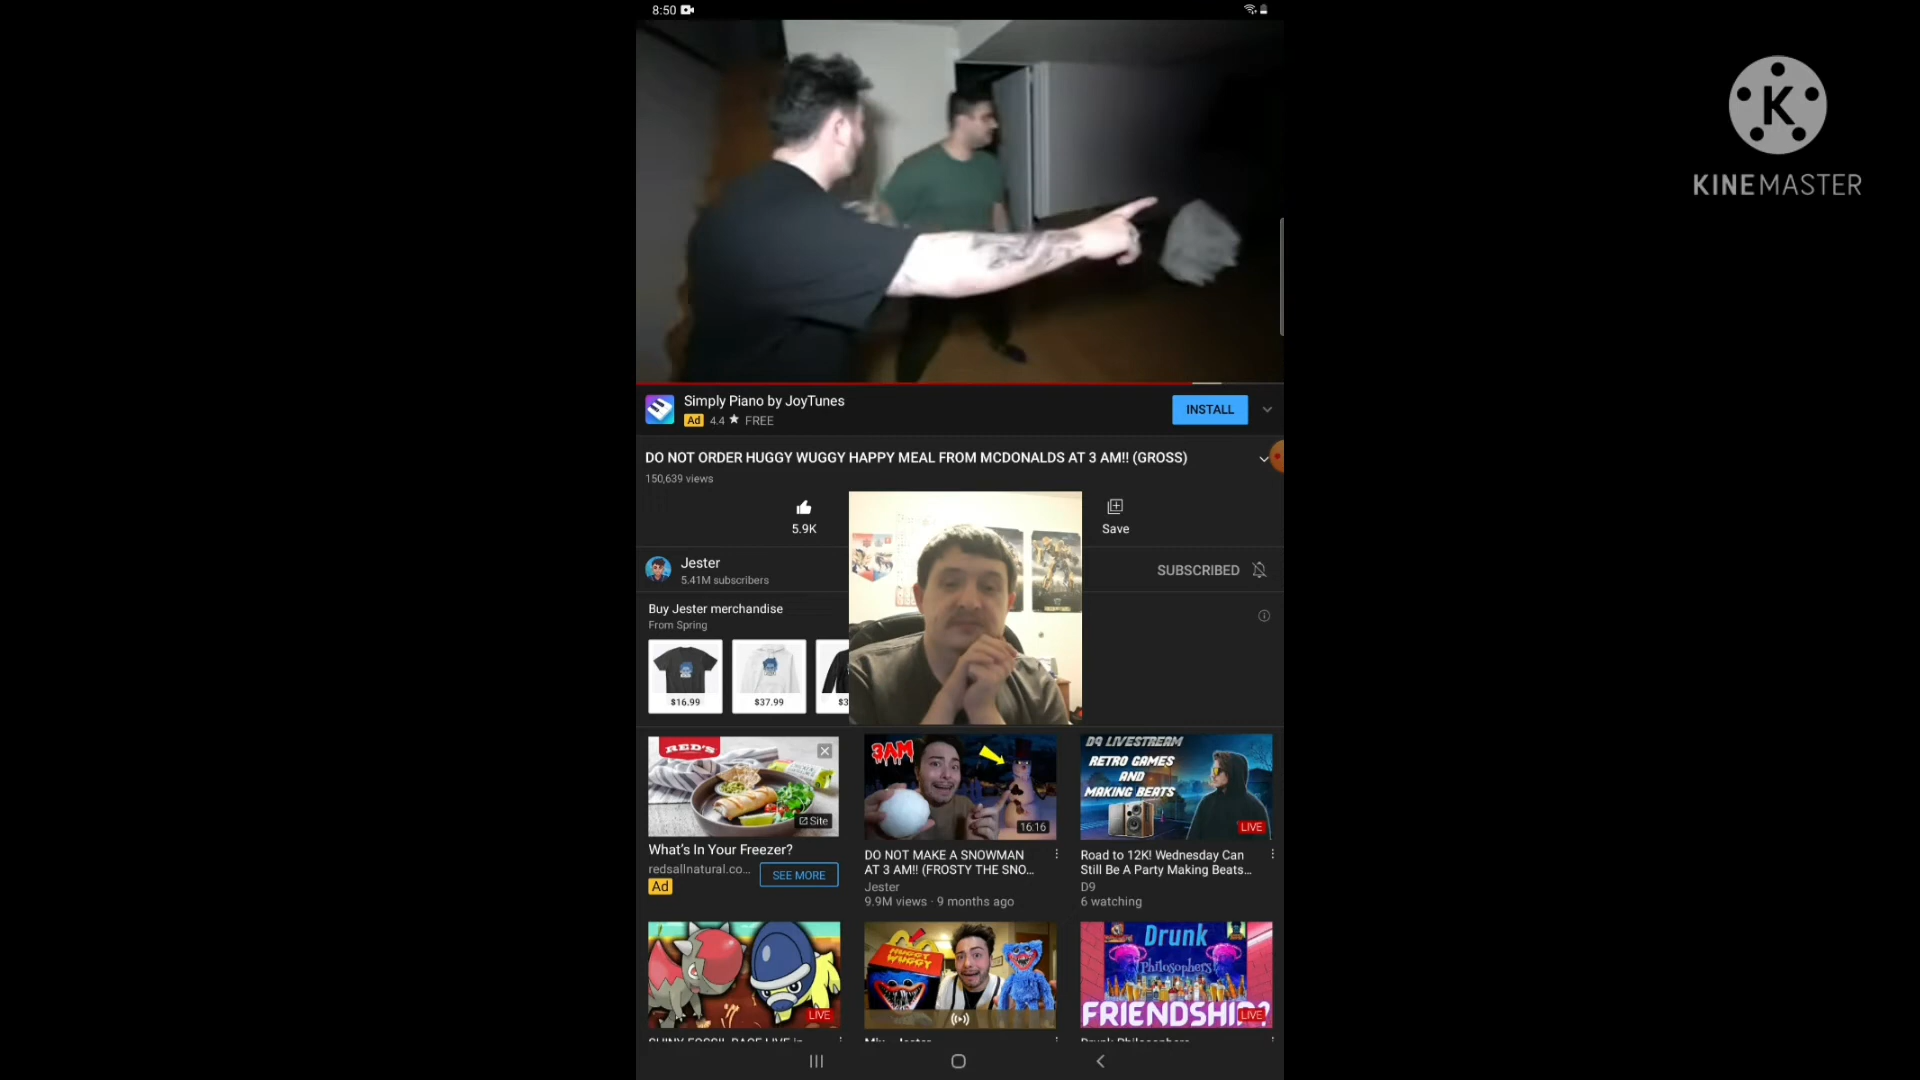 8:50
K
KINEMASTER
Simply Piano by JoyTunes
INSTALL
Ad 4.4 ★ FREE
DO NOT ORDER HUGGY WUGGY HAPPY MEAL FROM MCDONALDS AT 3 AM!! (GROSS)
150,639 views
5.9K
Save
Jester
5.41M subscribers
SUBSCRIBED
Buy Jester merchandise
From Spring
$16.99
$37.99
$3
RED'S
Site
What's In Your Freezer?
redsallnatural.co...
Ad
SEE MORE
3AM
16:16
DO NOT MAKE A SNOWMAN
AT 3 AM!! (FROSTY THE SNO...
Jester
9.9M views · 9 months ago
D9 LIVESTREAM
RETRO GAMES
AND
MAKING BEATS
LIVE
Road to 12K! Wednesday Can
Still Be A Party Making Beats...
D9
6 watching
LIVE
HUGGY
WUGGY
Drunk
Philosophers
FRIENDSHIP?
LIVE